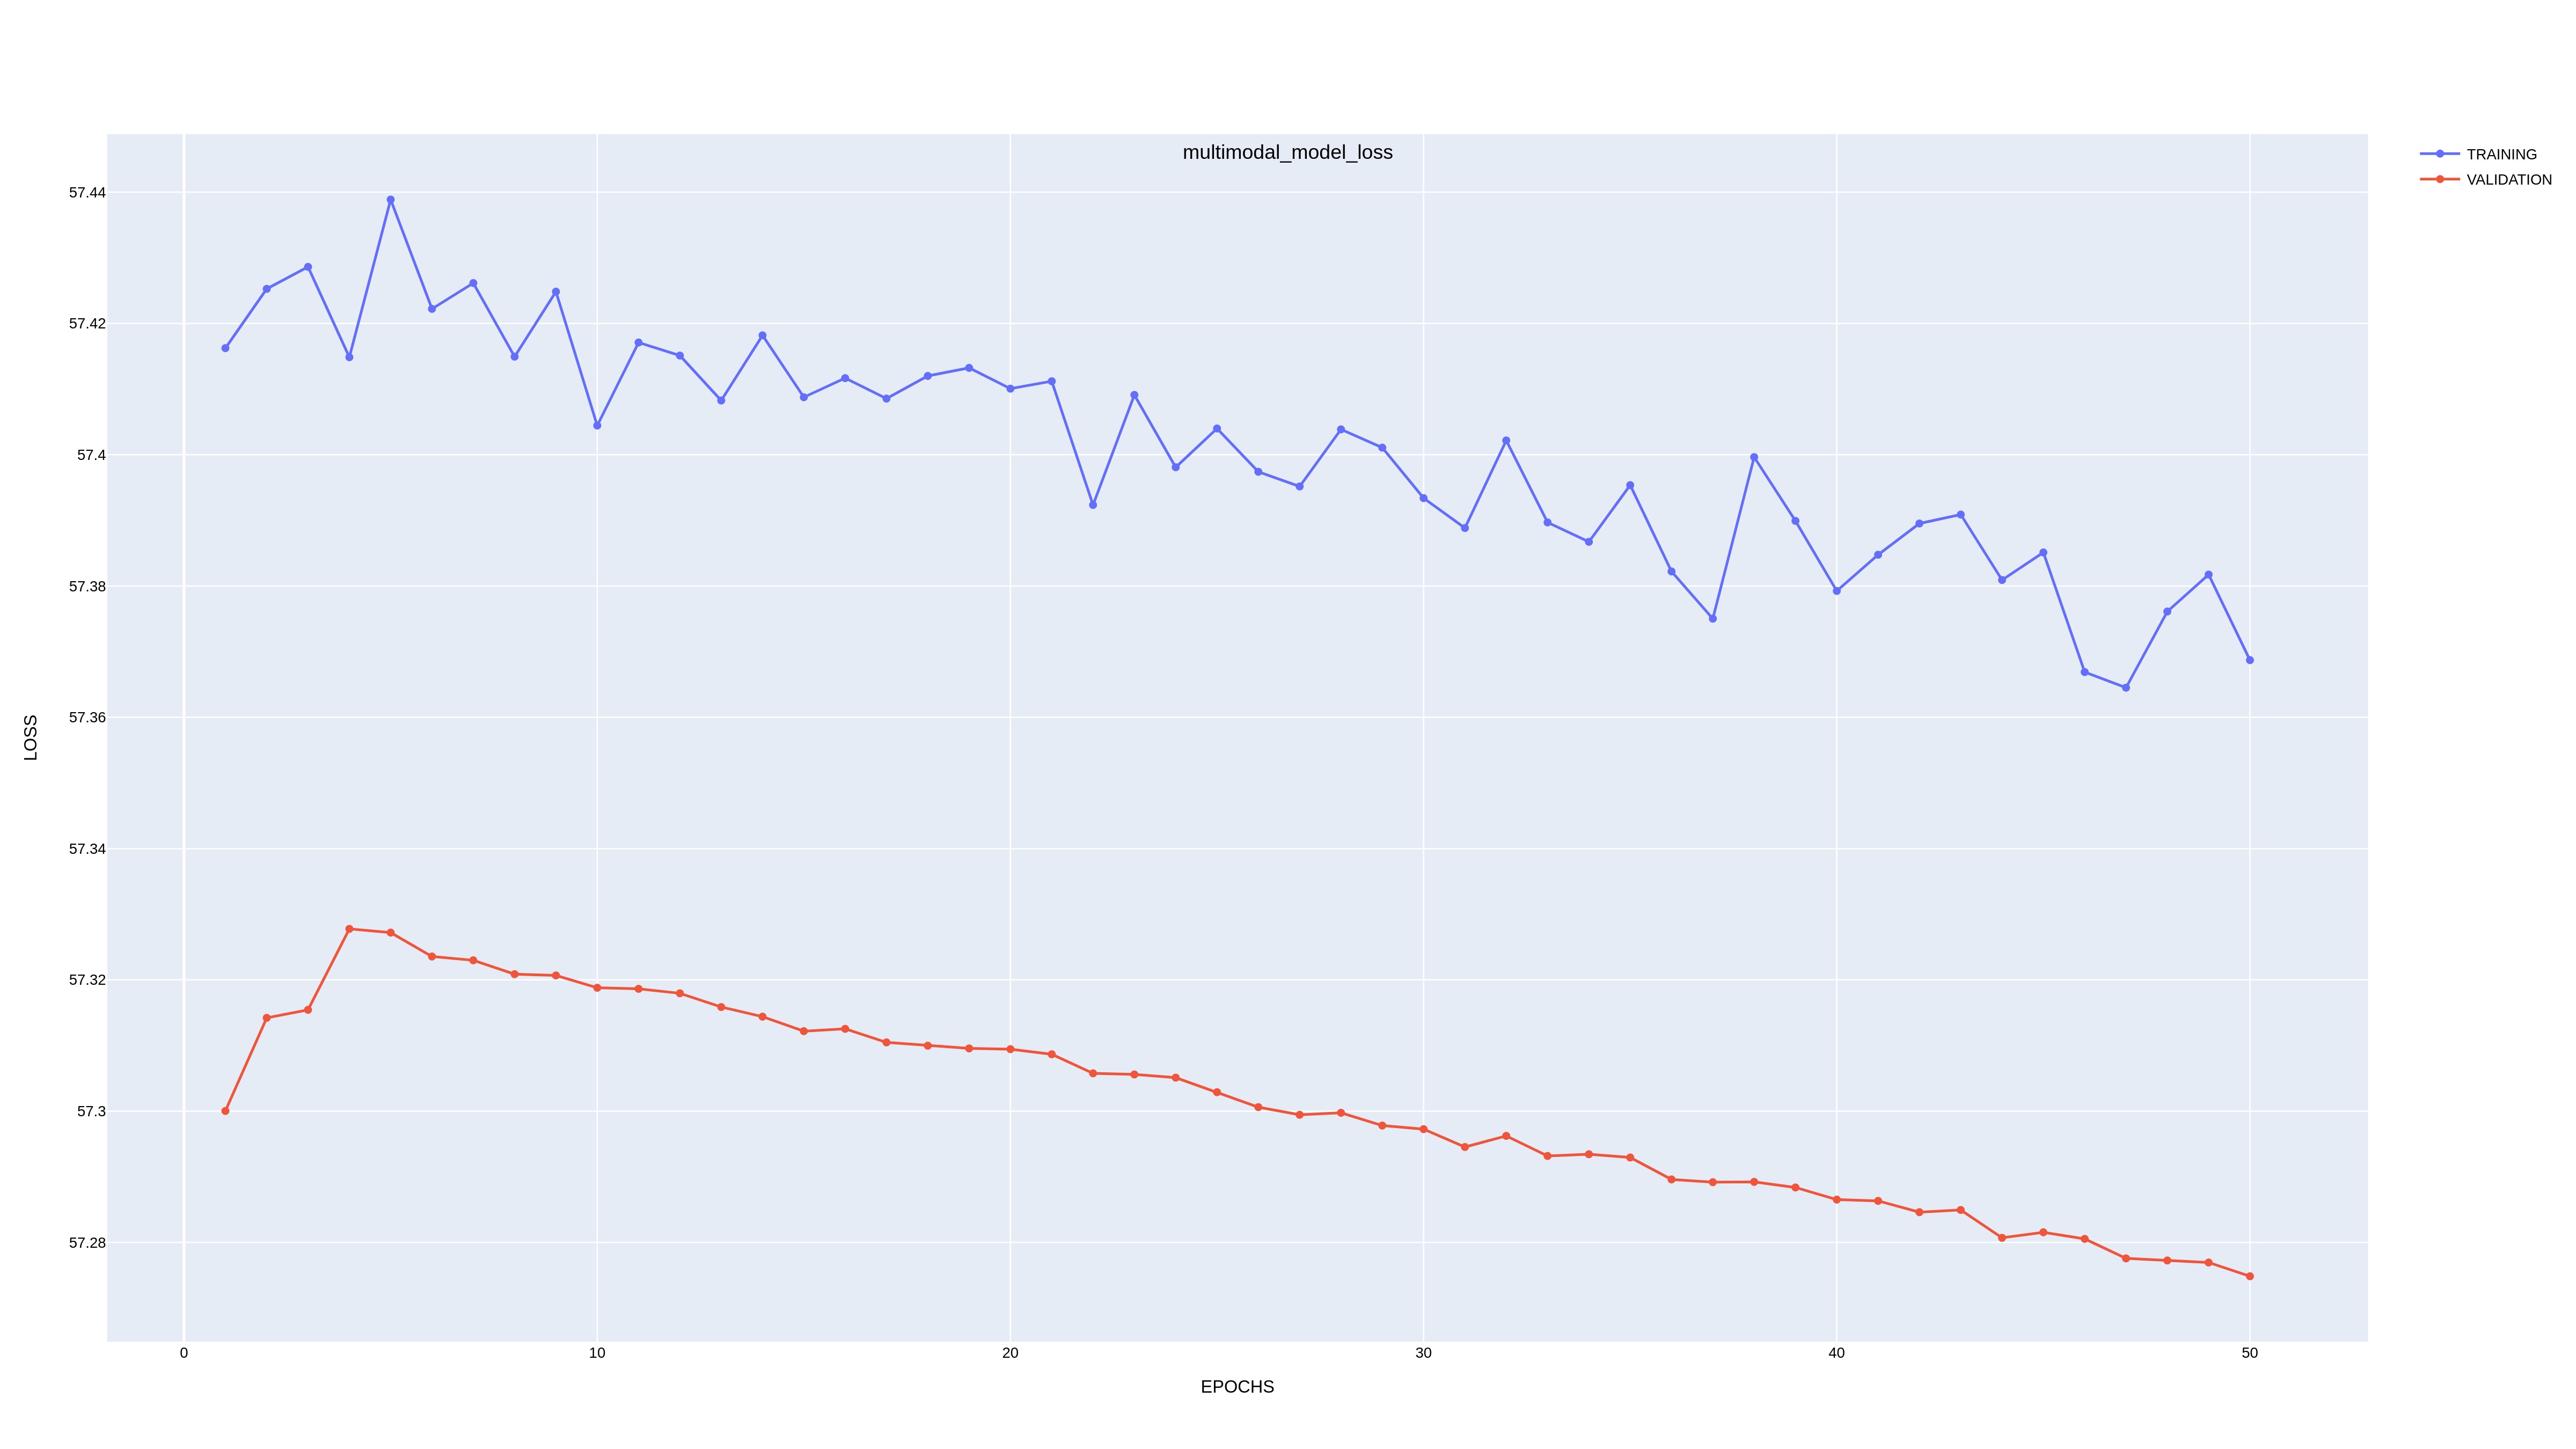 multimodal_model_loss
TRAINING
VALIDATION
57.44
57.42
57.4
57.38
57.36
57.34
57.32
57.3
57.28
LOSS
0 10 20 30 40 50
EPOCHS